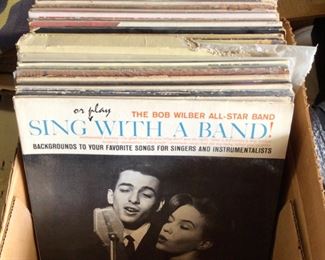 or play
THE BOB WILBER ALL-STAR BAND
SING WITH A BAND!
BACKGROUNDS TO YOUR FAVORITE SONGS FOR SINGERS AND INSTRUMENTALISTS